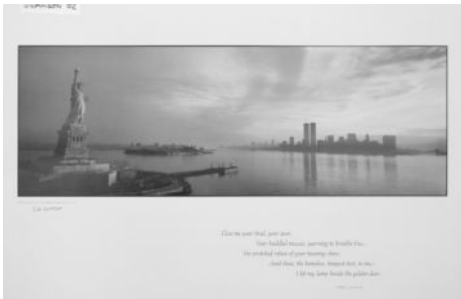 Give me your tired, your poor,
Your huddled masses, yearning to breathe free,
The wretched refuse of your teeming shore.
Send these, the homeless, tempest-tost, to me,
I lift my lamp beside the golden door.